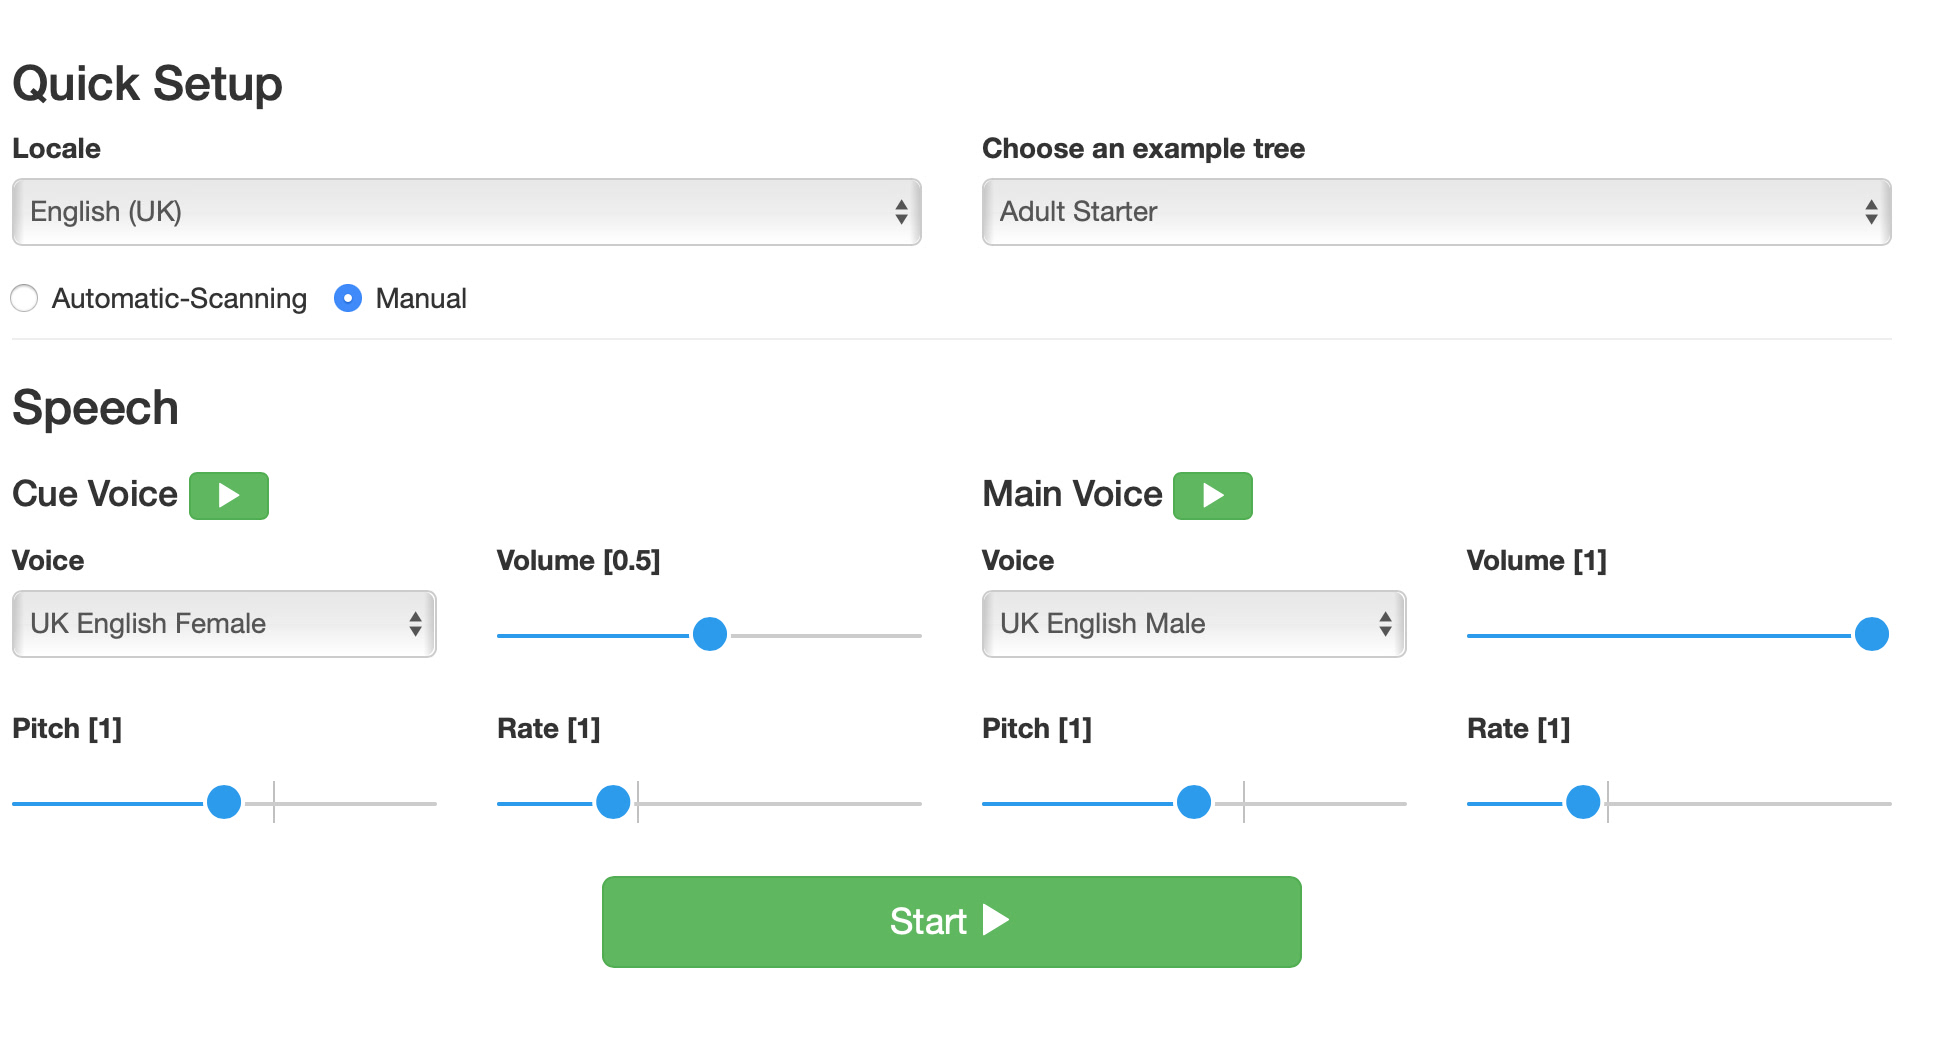 Quick Setup
Locale
Choose an example tree
English (UK)
Adult Starter
Automatic-Scanning
Manual
Speech
Cue Voice
Main Voice
Voice
Volume [0.5]
Voice
Volume [1]
UK English Female
UK English Male
Pitch [1]
Rate [1]
Pitch [1]
Rate [1]
Start